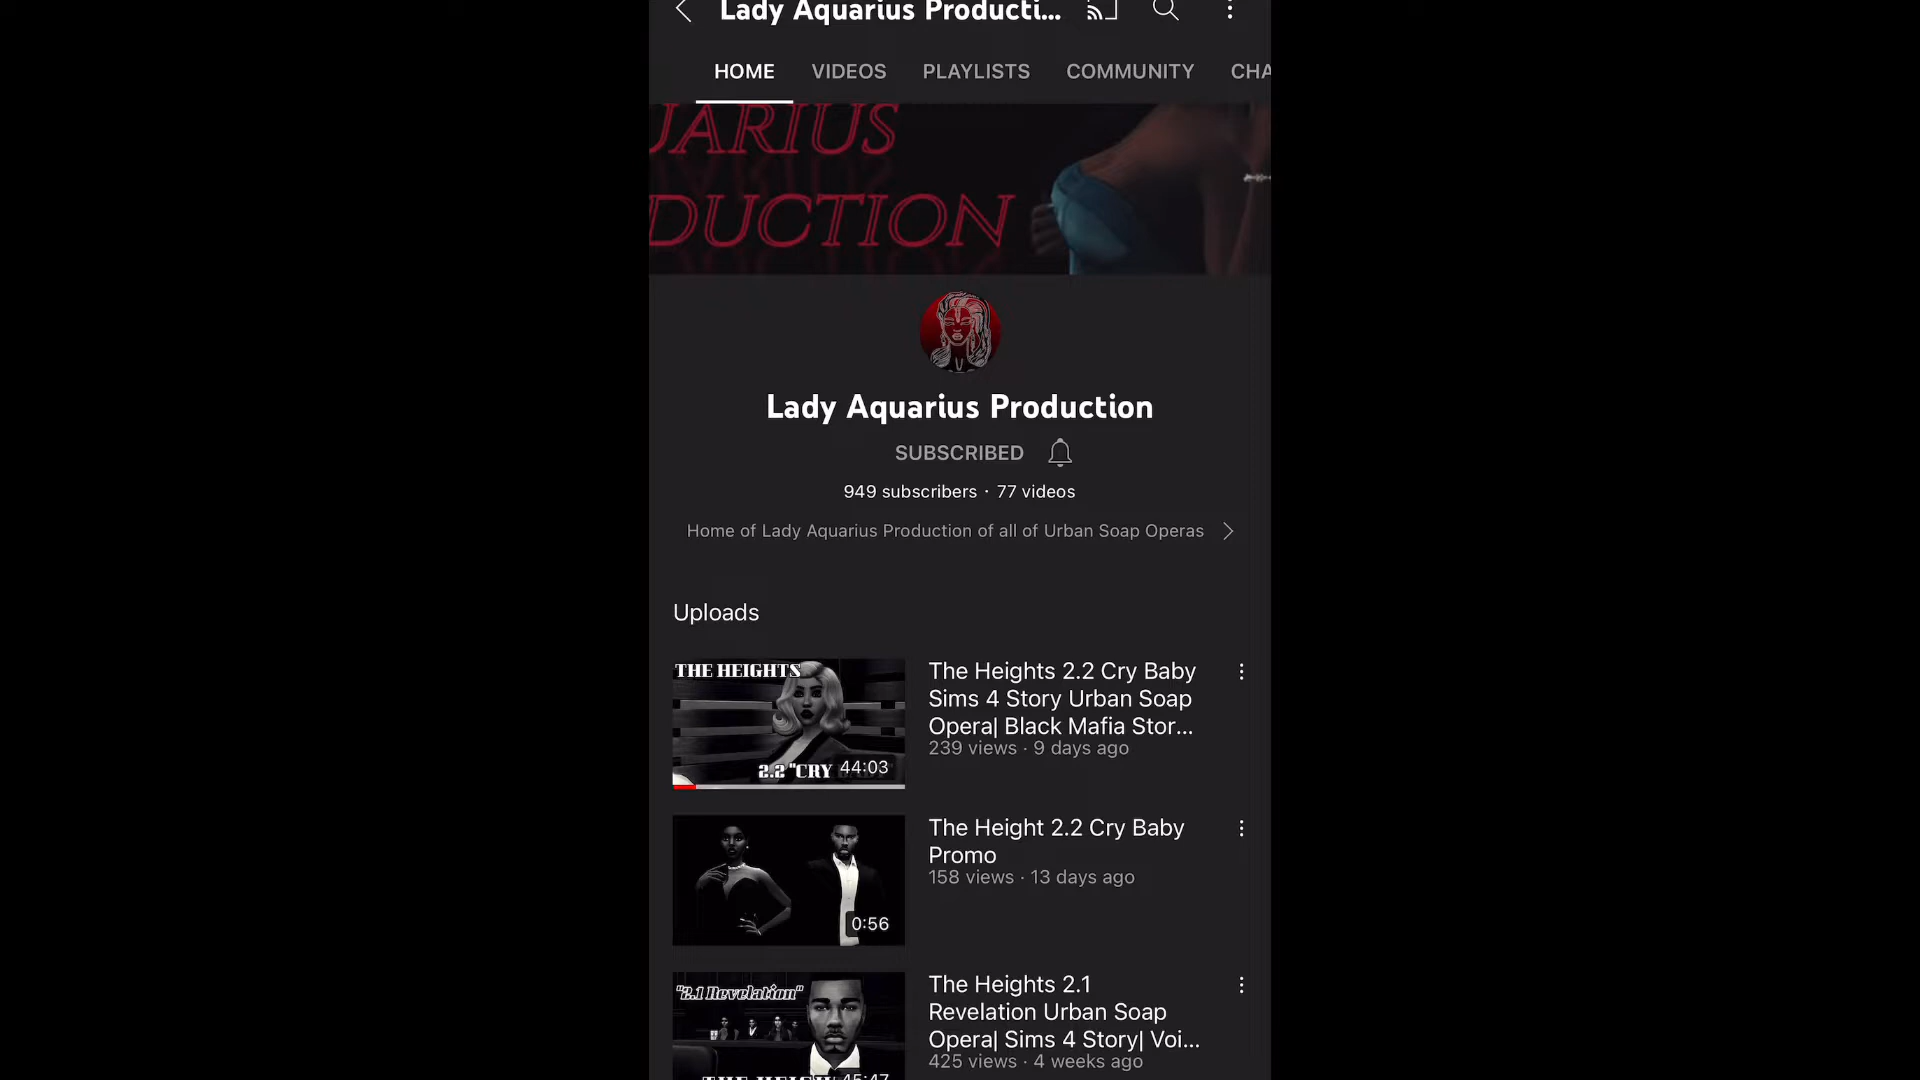 Lady Aquarius Producti...
HOME VIDEOS PLAYLISTS COMMUNITY CHA
UARIUS
DUCTION
Lady Aquarius Production
SUBSCRIBED
949 subscribers · 77 videos
Home of Lady Aquarius Production of all of Urban Soap Operas
Uploads
THE HEIGHTS
2.2 "CRY
44:03
The Heights 2.2 Cry Baby
Sims 4 Story Urban Soap
Opera| Black Mafia Stor...
239 views · 9 days ago
0:56
The Height 2.2 Cry Baby
Promo
158 views · 13 days ago
"2.1 Revelation"
45:47
The Heights 2.1
Revelation Urban Soap
Opera| Sims 4 Story| Voi...
425 views · 4 weeks ago